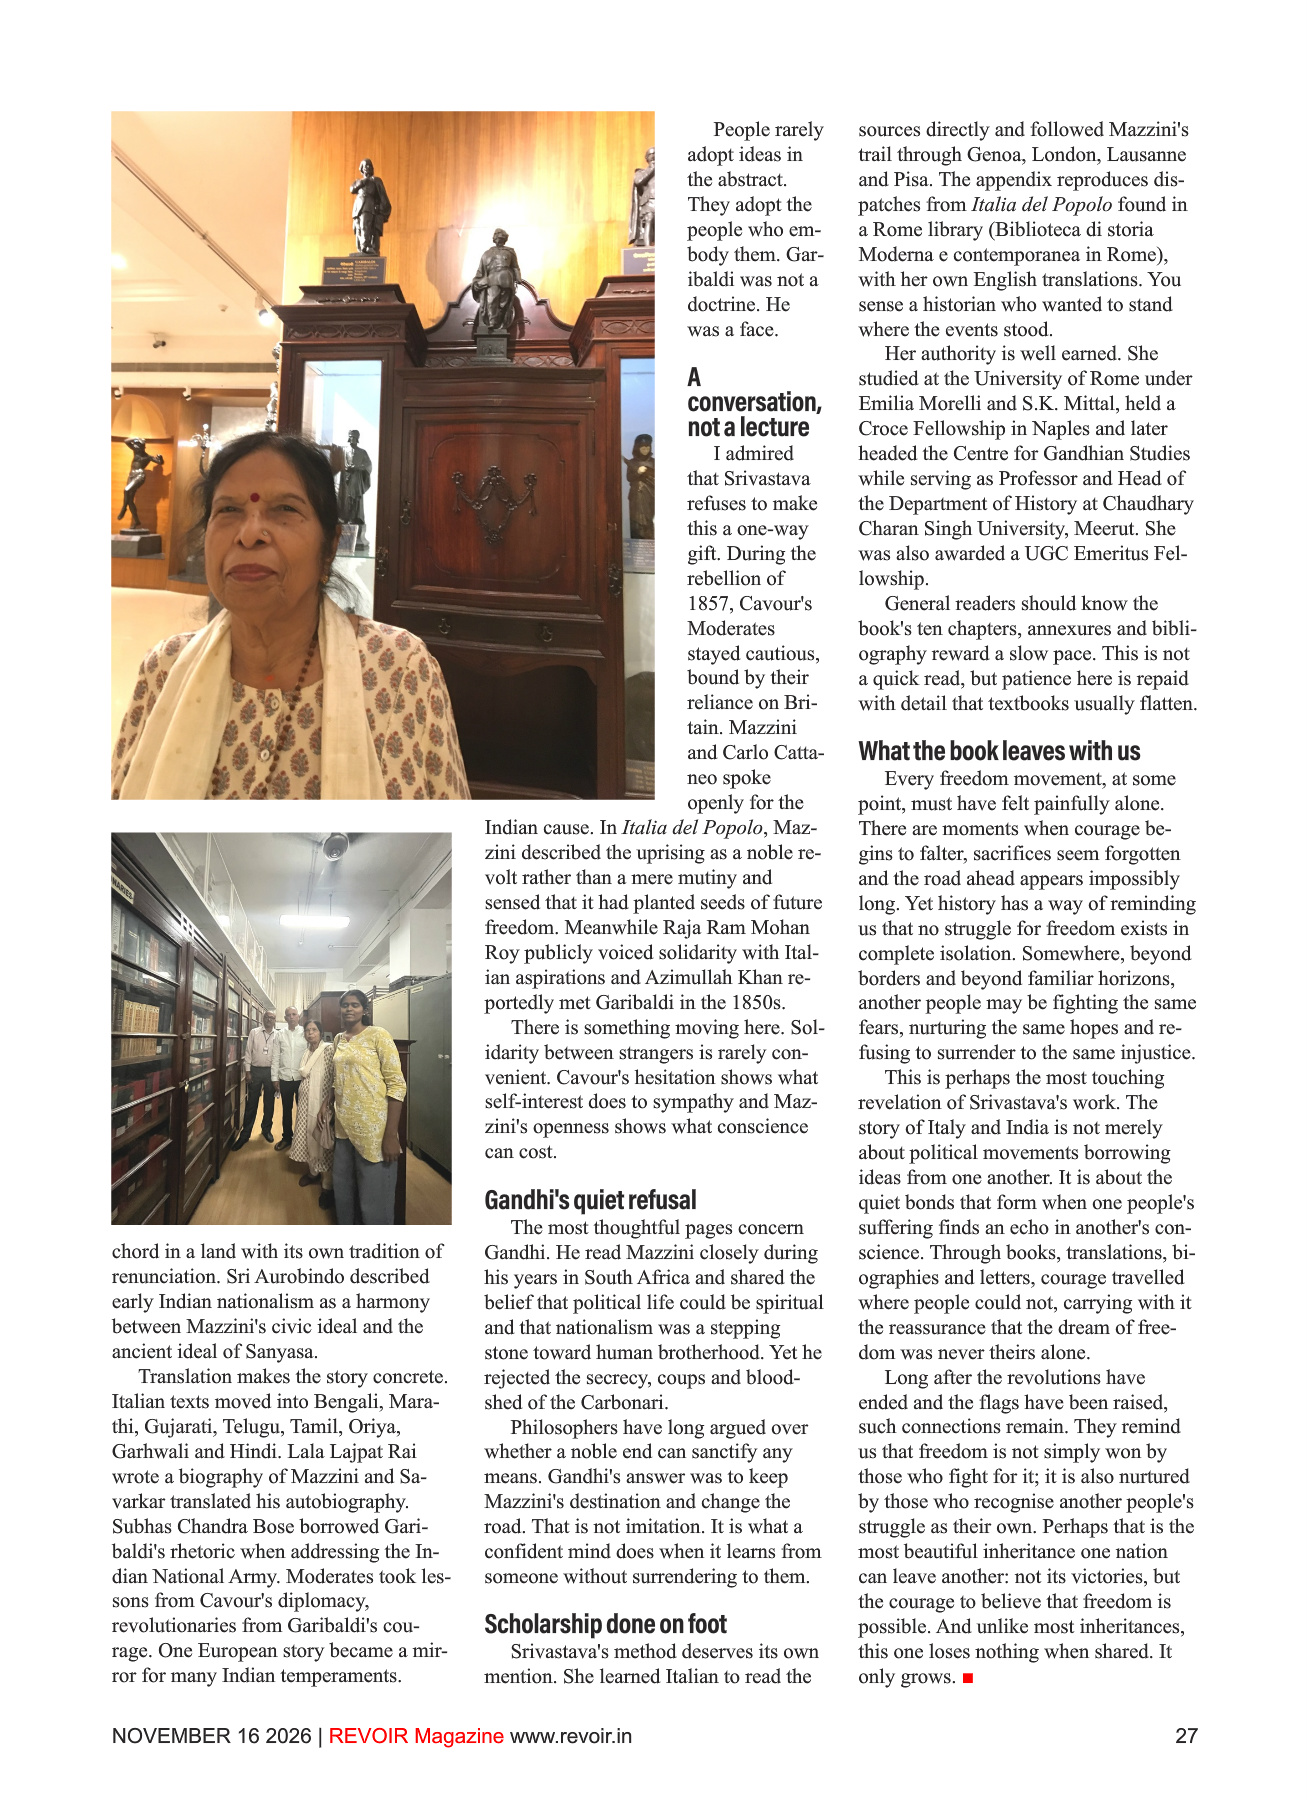 chord in a land with its own tradition of
renunciation. Sri Aurobindo described
early Indian nationalism as a harmony
between Mazzini's civic ideal and the
ancient ideal of Sanyasa.
Translation makes the story concrete.
Italian texts moved into Bengali, Mara-
thi, Gujarati, Telugu, Tamil, Oriya,
Garhwali and Hindi. Lala Lajpat Rai
wrote a biography of Mazzini and Sa-
varkar translated his autobiography.
Subhas Chandra Bose borrowed Gari-
baldi's rhetoric when addressing the In-
dian National Army. Moderates took les-
sons from Cavour's diplomacy,
revolutionaries from Garibaldi's cou-
rage. One European story became a mir-
ror for many Indian temperaments.
People rarely
adopt ideas in
the abstract.
They adopt the
people who em-
body them. Gar-
ibaldi was not a
doctrine. He
was a face.
A
conversation,
not a lecture
I admired
that Srivastava
refuses to make
this a one-way
gift. During the
rebellion of
1857, Cavour's
Moderates
stayed cautious,
bound by their
reliance on Bri-
tain. Mazzini
and Carlo Catta-
neo spoke
openly for the
Indian cause. In Italia del Popolo, Maz-
zini described the uprising as a noble re-
volt rather than a mere mutiny and
sensed that it had planted seeds of future
freedom. Meanwhile Raja Ram Mohan
Roy publicly voiced solidarity with Ital-
ian aspirations and Azimullah Khan re-
portedly met Garibaldi in the 1850s.
There is something moving here. Sol-
idarity between strangers is rarely con-
venient. Cavour's hesitation shows what
self-interest does to sympathy and Maz-
zini's openness shows what conscience
can cost.
Gandhi's quiet refusal
The most thoughtful pages concern
Gandhi. He read Mazzini closely during
his years in South Africa and shared the
belief that political life could be spiritual
and that nationalism was a stepping
stone toward human brotherhood. Yet he
rejected the secrecy, coups and blood-
shed of the Carbonari.
Philosophers have long argued over
whether a noble end can sanctify any
means. Gandhi's answer was to keep
Mazzini's destination and change the
road. That is not imitation. It is what a
confident mind does when it learns from
someone without surrendering to them.
Scholarship done on foot
Srivastava's method deserves its own
mention. She learned Italian to read the
sources directly and followed Mazzini's
trail through Genoa, London, Lausanne
and Pisa. The appendix reproduces dis-
patches from Italia del Popolo found in
a Rome library (Biblioteca di storia
Moderna e contemporanea in Rome),
with her own English translations. You
sense a historian who wanted to stand
where the events stood.
Her authority is well earned. She
studied at the University of Rome under
Emilia Morelli and S.K. Mittal, held a
Croce Fellowship in Naples and later
headed the Centre for Gandhian Studies
while serving as Professor and Head of
the Department of History at Chaudhary
Charan Singh University, Meerut. She
was also awarded a UGC Emeritus Fel-
lowship.
General readers should know the
book's ten chapters, annexures and bibli-
ography reward a slow pace. This is not
a quick read, but patience here is repaid
with detail that textbooks usually flatten.
What the book leaves with us
Every freedom movement, at some
point, must have felt painfully alone.
There are moments when courage be-
gins to falter, sacrifices seem forgotten
and the road ahead appears impossibly
long. Yet history has a way of reminding
us that no struggle for freedom exists in
complete isolation. Somewhere, beyond
borders and beyond familiar horizons,
another people may be fighting the same
fears, nurturing the same hopes and re-
fusing to surrender to the same injustice.
This is perhaps the most touching
revelation of Srivastava's work. The
story of Italy and India is not merely
about political movements borrowing
ideas from one another. It is about the
quiet bonds that form when one people's
suffering finds an echo in another's con-
science. Through books, translations, bi-
ographies and letters, courage travelled
where people could not, carrying with it
the reassurance that the dream of free-
dom was never theirs alone.
Long after the revolutions have
ended and the flags have been raised,
such connections remain. They remind
us that freedom is not simply won by
those who fight for it; it is also nurtured
by those who recognise another people's
struggle as their own. Perhaps that is the
most beautiful inheritance one nation
can leave another: not its victories, but
the courage to believe that freedom is
possible. And unlike most inheritances,
this one loses nothing when shared. It
only grows.
NOVEMBER 16 2026 | REVOIR Magazine www.revoir.in
27